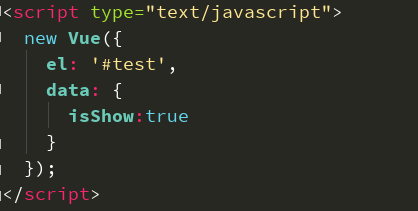 <script type="text/javascript">
new Vue({
el: '#test',
data: {
isShow:true
}
});
</script>